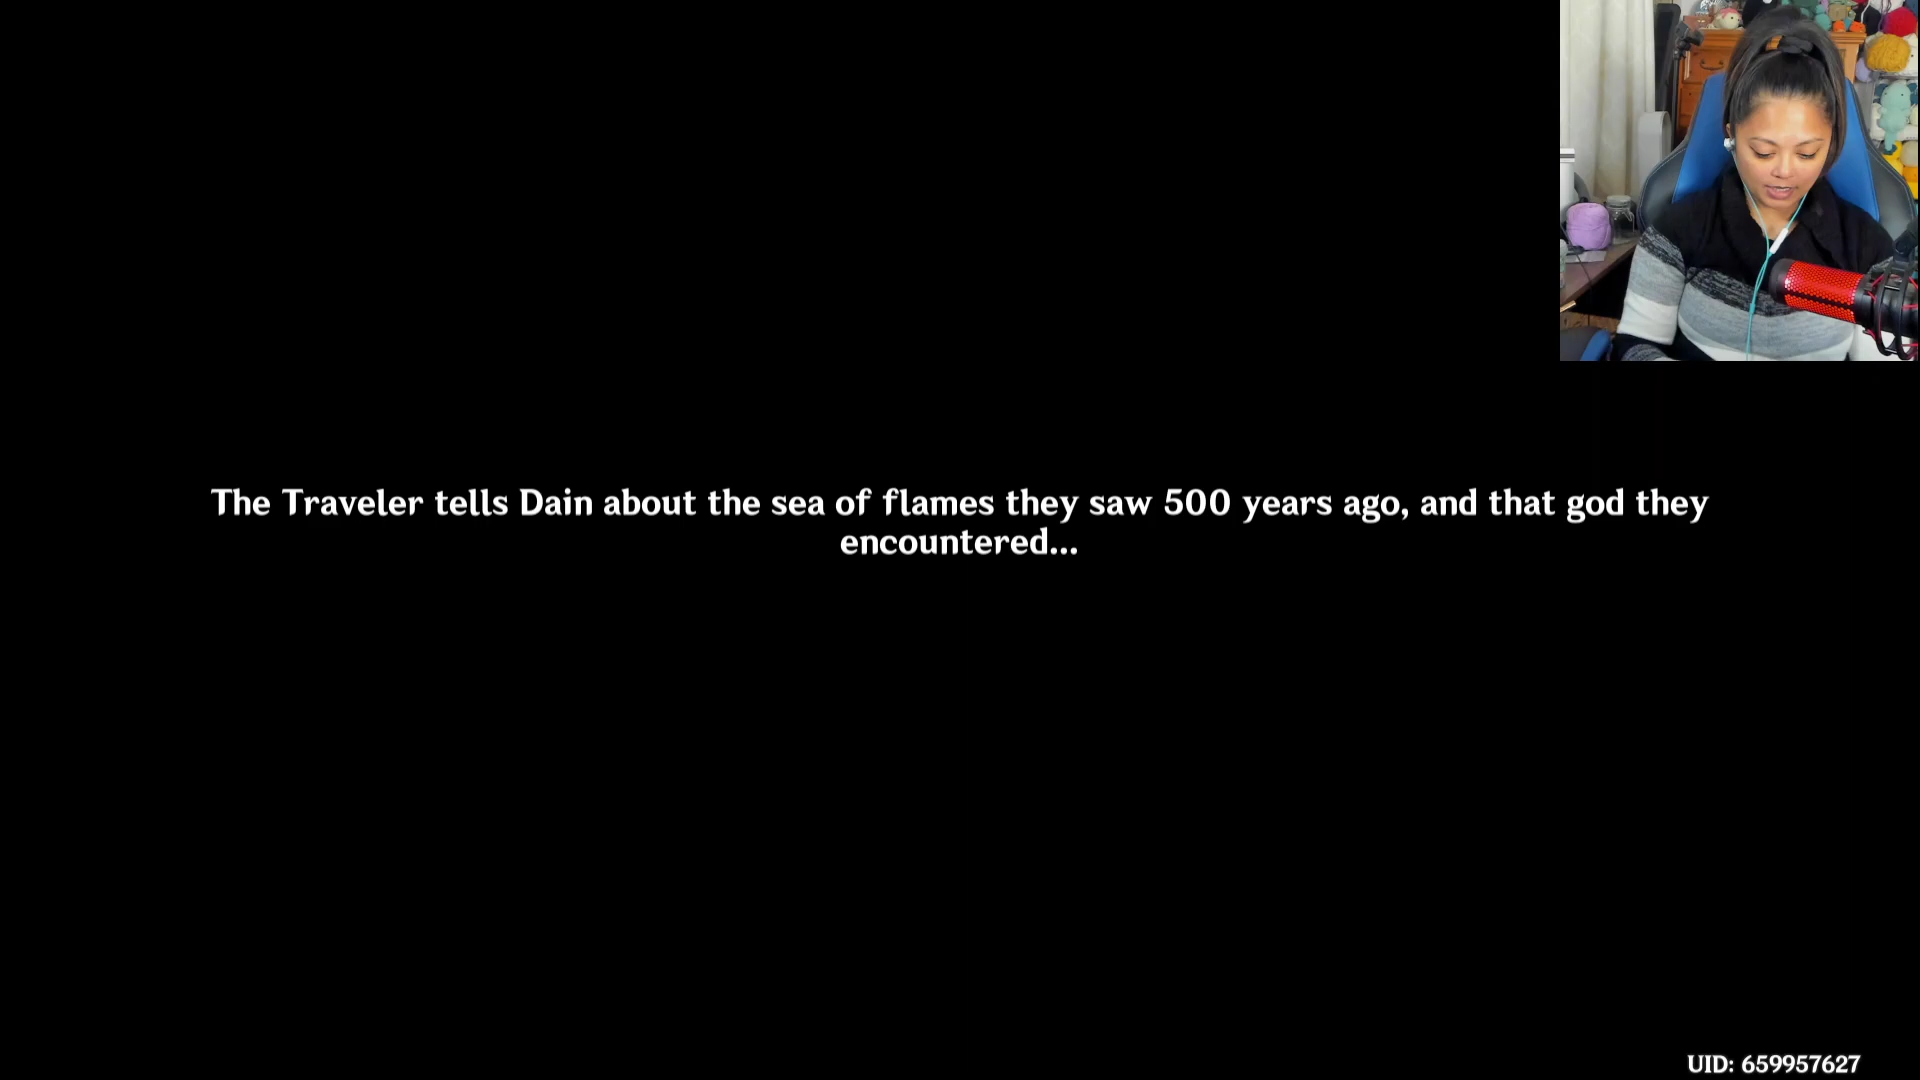 The Traveler tells Dain about the sea of flames they saw 500 years ago, and that god they
encountered...
UID: 659957627